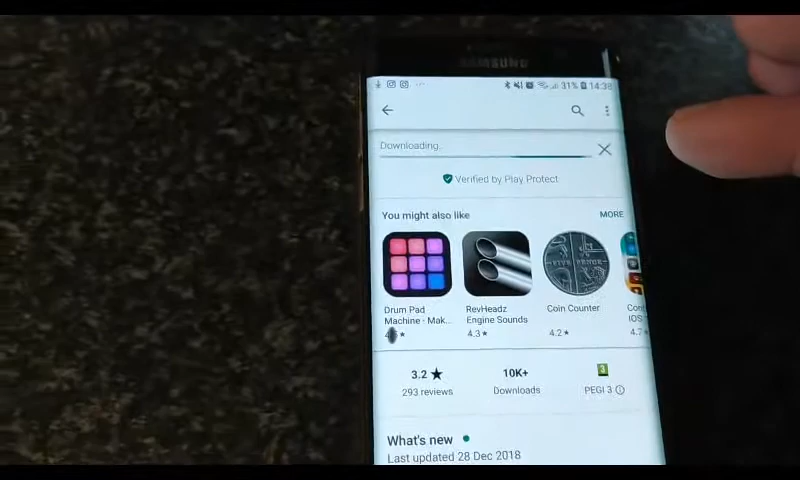 SAMSUNG
31% 14:38
Downloading
Verified by Play Protect
You might also like MORE
Drum Pad Machine - Mak...
RevHeadz Engine Sounds
Coin Counter
Con
IOS
4.3★
4.2★
4.7★
3.2★
293 reviews
10K+
Downloads
3
PEGI 3
What's new
Last updated 28 Dec 2018